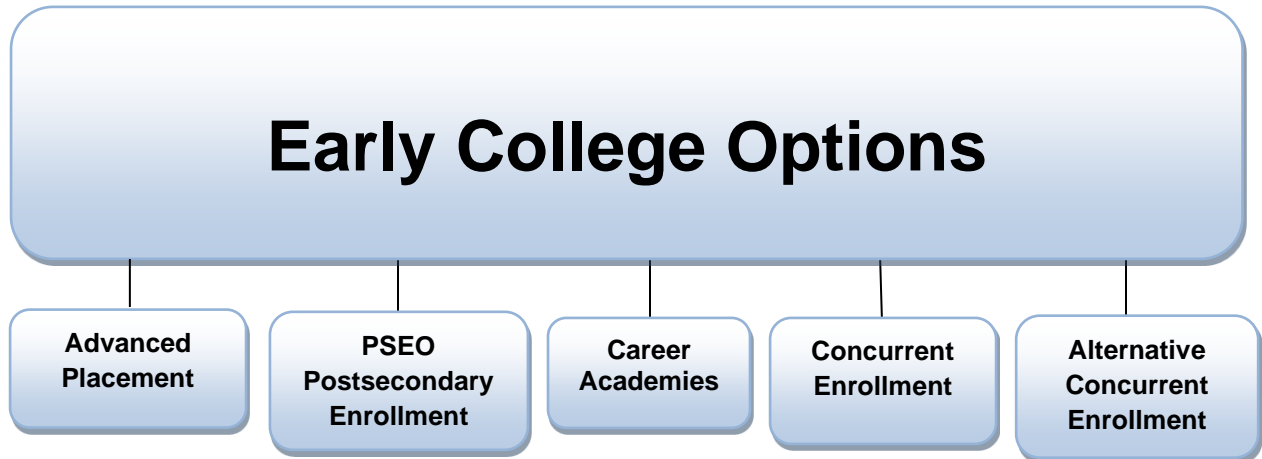 Early College Options
Advanced
Placement
PSEO
Postsecondary
Enrollment
Career
Academies
Concurrent
Enrollment
Alternative
Concurrent
Enrollment